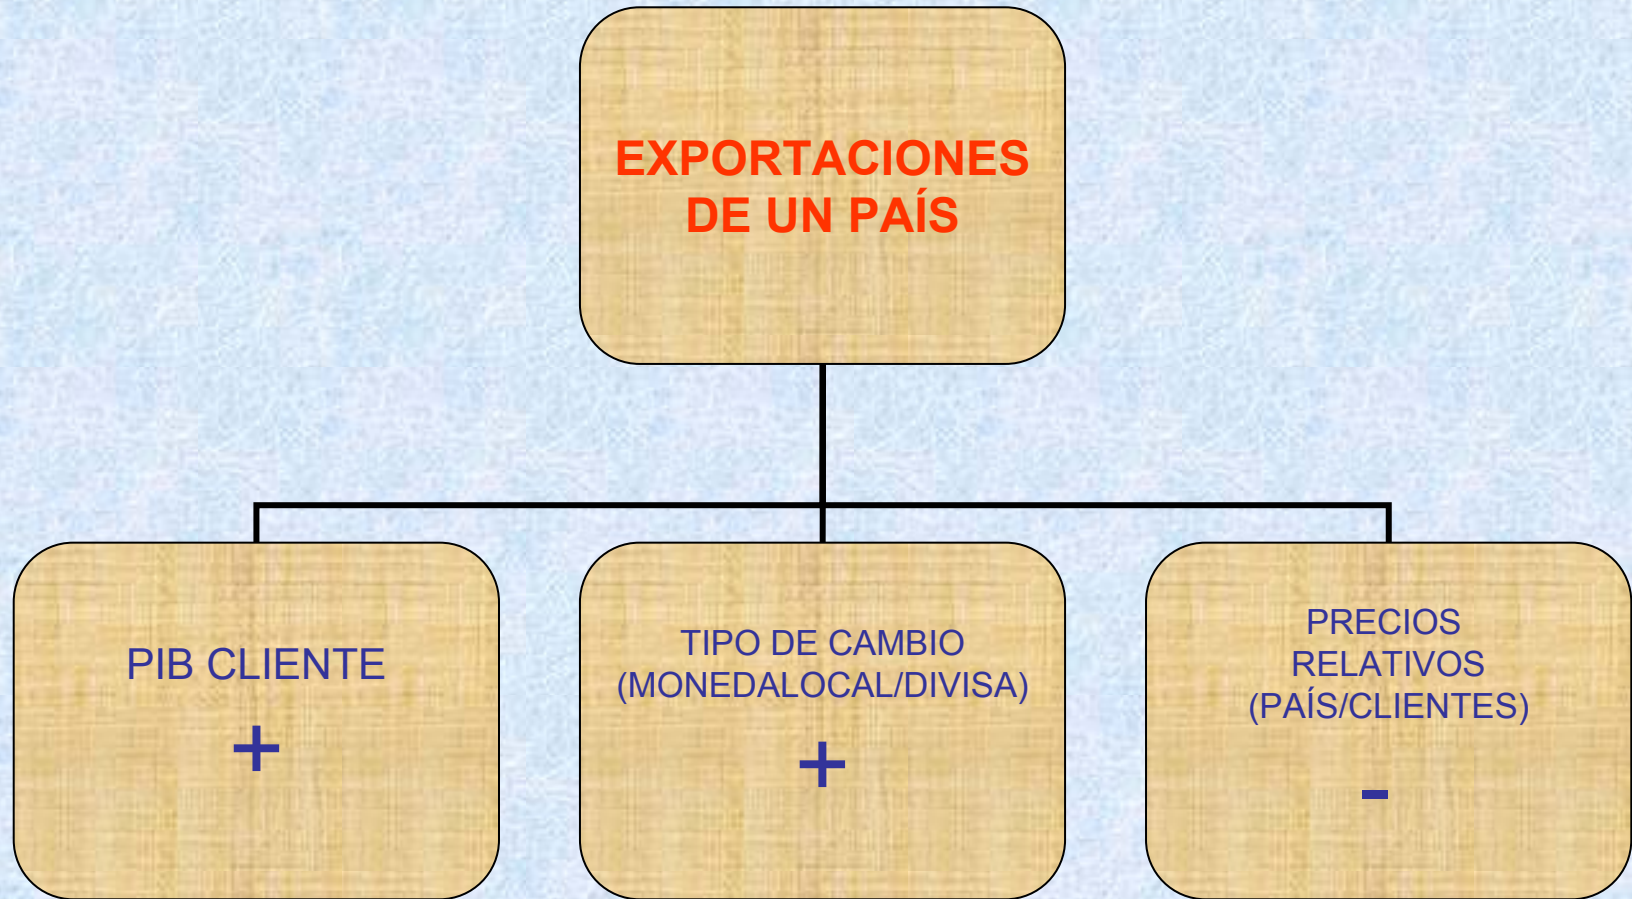 EXPORTACIONES
DE UN PAÍS
PIB CLIENTE
+
TIPO DE CAMBIO
(MONEDALOCAL/DIVISA)
+
PRECIOS
RELATIVOS
(PAÍS/CLIENTES)
-